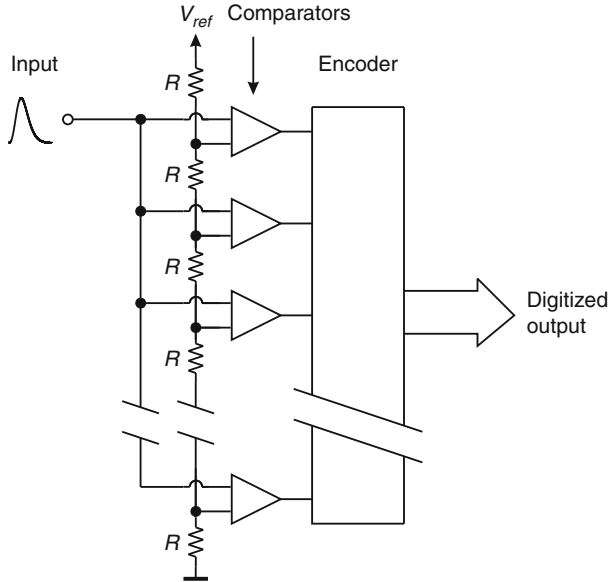 V_ref
Comparators
Input
Encoder
R
R
R
R
Digitized
output
R